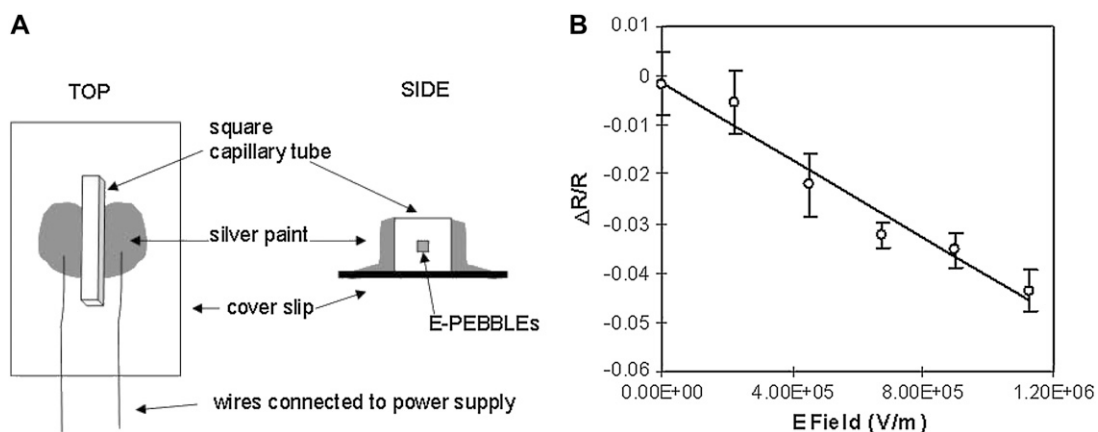 A
TOP
SIDE
square
capillary tube
silver paint
cover slip
E-PEBBLEs
wires connected to power supply
B
0.01
0
-0.01
-0.02
-0.03
-0.04
-0.05
-0.06
ΔR/R
0.00E+00 4.00E+05 8.00E+05 1.20E+06
E Field (V/m)